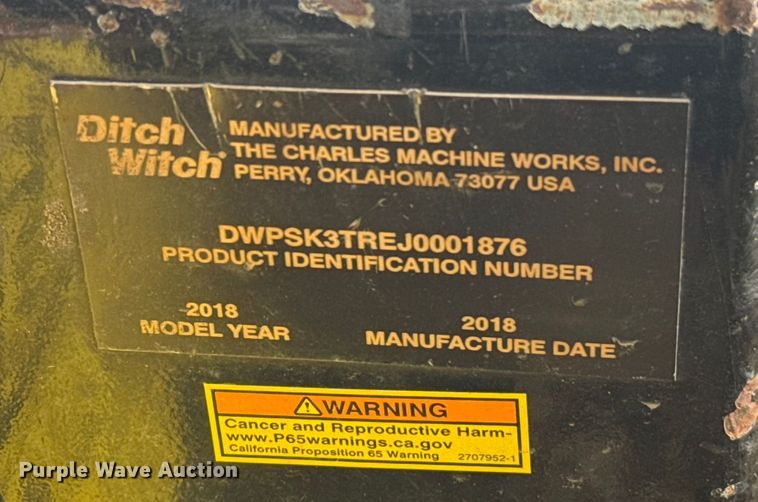 Ditch Witch®
MANUFACTURED BY
THE CHARLES MACHINE WORKS, INC.
PERRY, OKLAHOMA 73077 USA
DWPSK3TREJ0001876
PRODUCT IDENTIFICATION NUMBER
2018
MODEL YEAR
2018
MANUFACTURE DATE
WARNING
Cancer and Reproductive Harm-
www.P65warnings.ca.gov
California Proposition 65 Warning 2707952-1
Purple Wave Auction